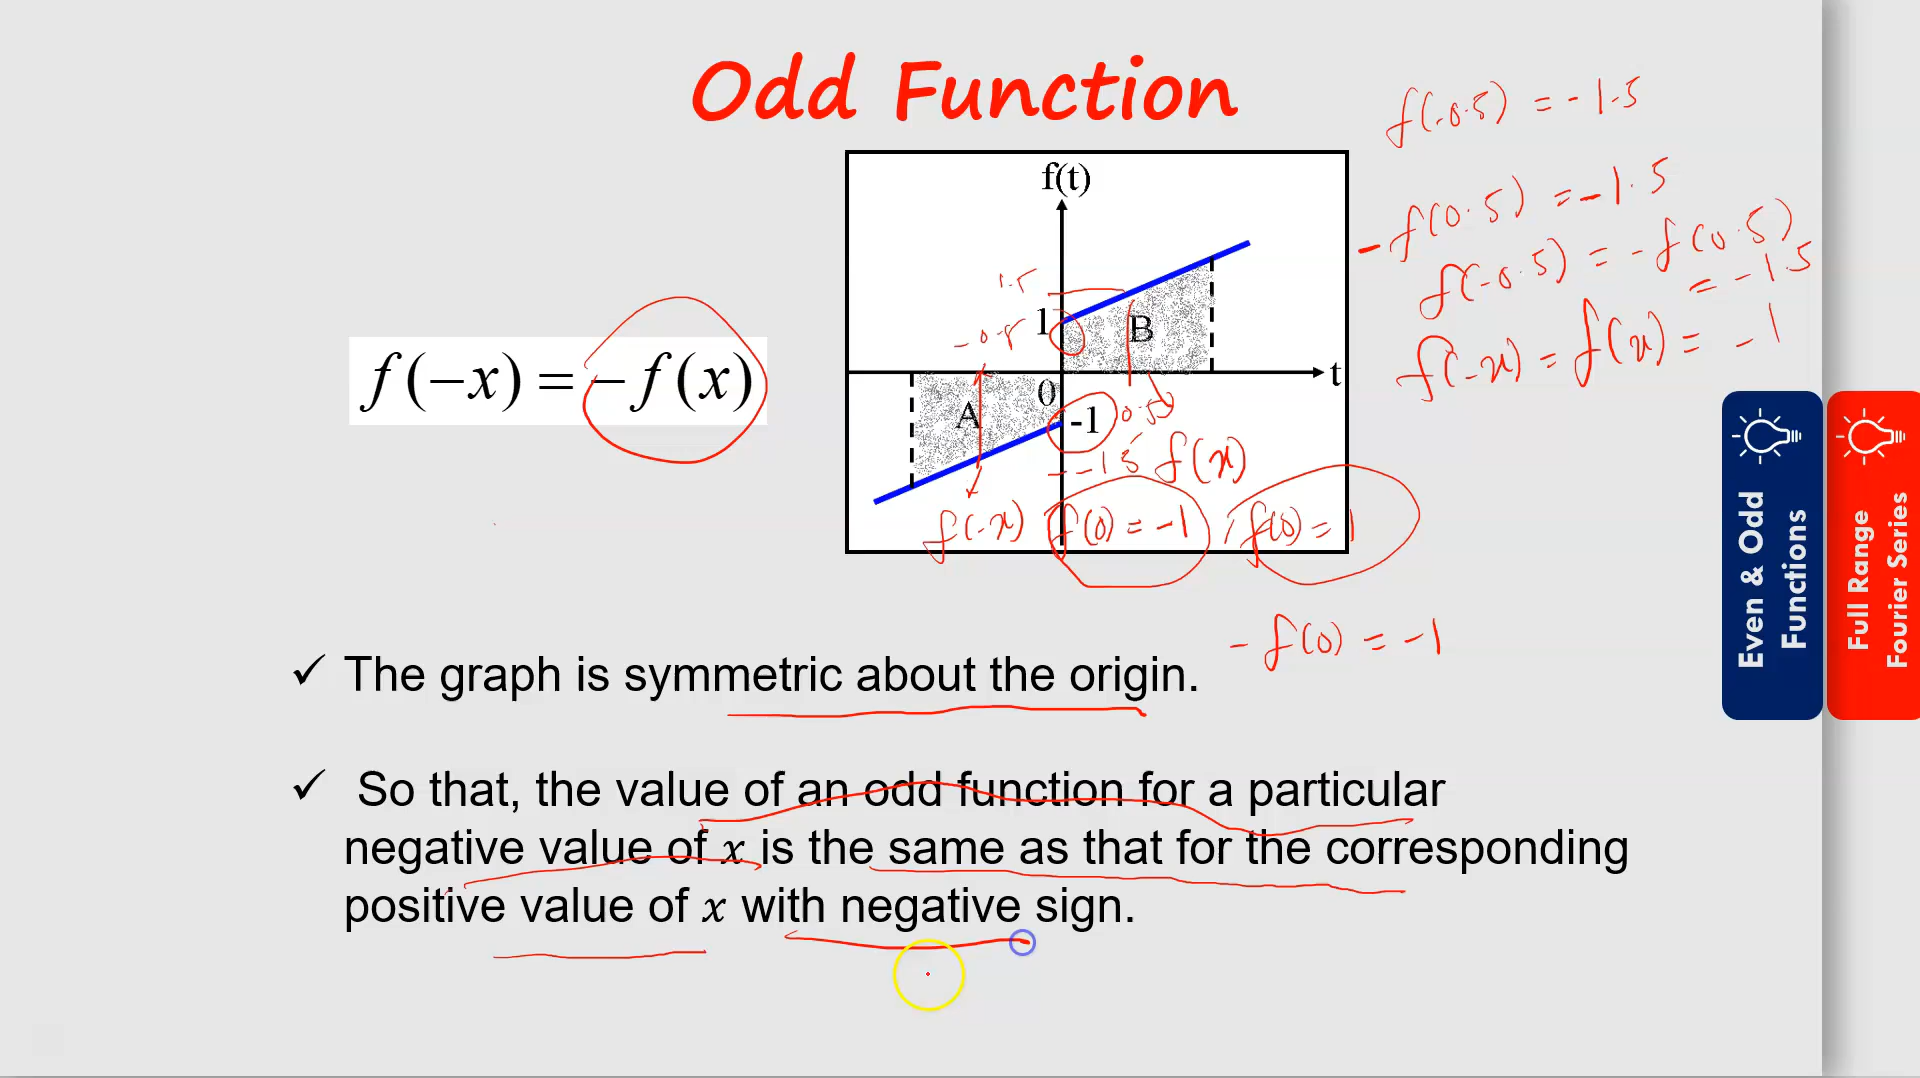 Odd Function
f(-0.5) = -1.5
-f(0.5) = -1.5
f(-0.5) = -f(0.5)
= -1.5
f(-x) = f(x) = -1
f(-x) = -f(x)
f(t)
1.5
1
-0.5
B
0
t
A
-1
0.5
-1.5
f(x)
f(-x)
f(0) = -1
f(0) = 1
-f(0) = -1
✓ The graph is symmetric about the origin.
✓ So that, the value of an odd function for a particular
negative value of x is the same as that for the corresponding
positive value of x with negative sign.
Even & Odd
Functions
Full Range
Fourier Series